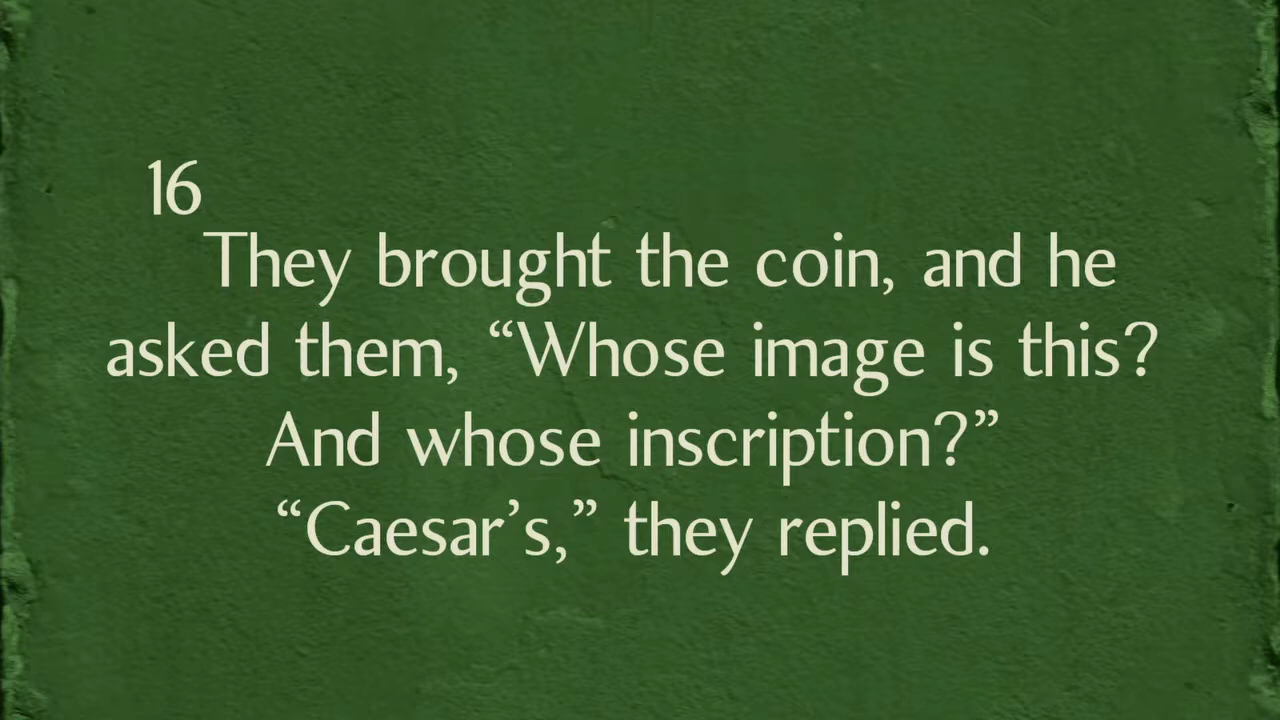 16
They brought the coin, and he
asked them, “Whose image is this?
And whose inscription?”
“Caesar’s,” they replied.